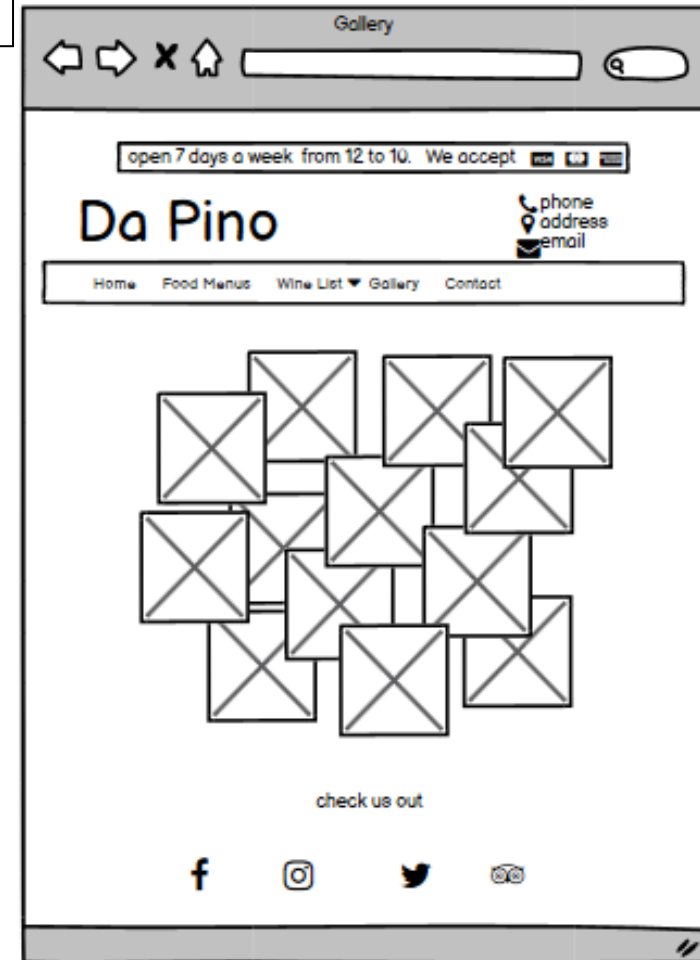 Gallery
open 7 days a week from 12 to 10. We accept
Da Pino
phone
address
email
Home Food Menus Wine List Gallery Contact
check us out